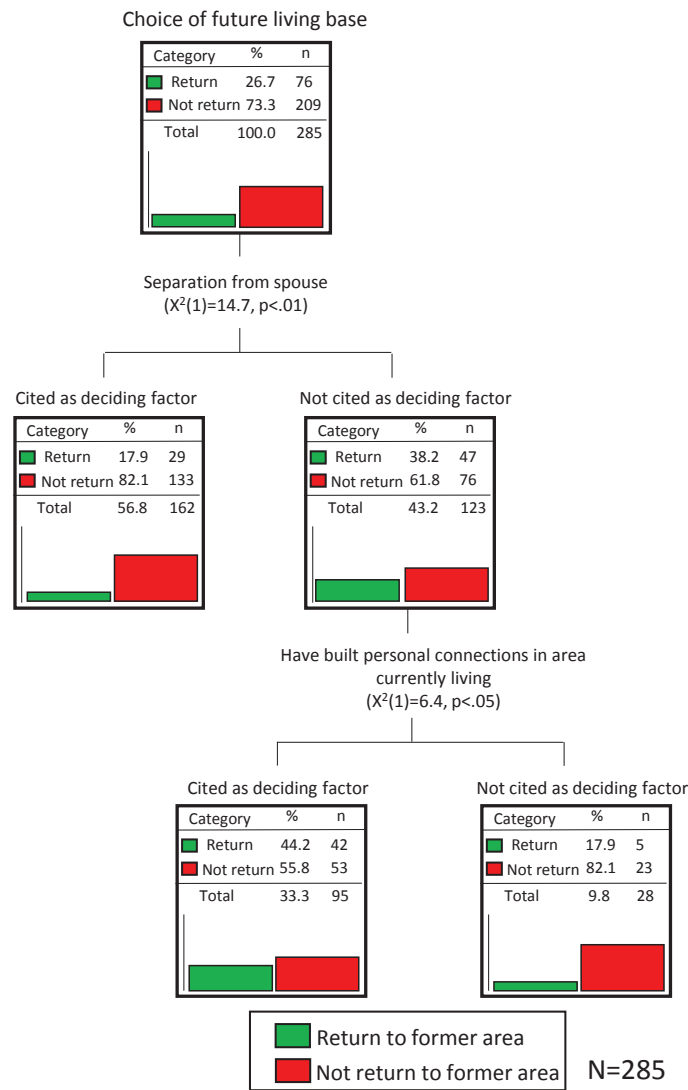 Choice of future living base
Category % n
Return 26.7 76
Not return 73.3 209
Total 100.0 285
Separation from spouse
(X²(1)=14.7, p<.01)
Cited as deciding factor
Category % n
Return 17.9 29
Not return 82.1 133
Total 56.8 162
Not cited as deciding factor
Category % n
Return 38.2 47
Not return 61.8 76
Total 43.2 123
Have built personal connections in area
currently living
(X²(1)=6.4, p<.05)
Cited as deciding factor
Category % n
Return 44.2 42
Not return 55.8 53
Total 33.3 95
Not cited as deciding factor
Category % n
Return 17.9 5
Not return 82.1 23
Total 9.8 28
Return to former area
Not return to former area
N=285